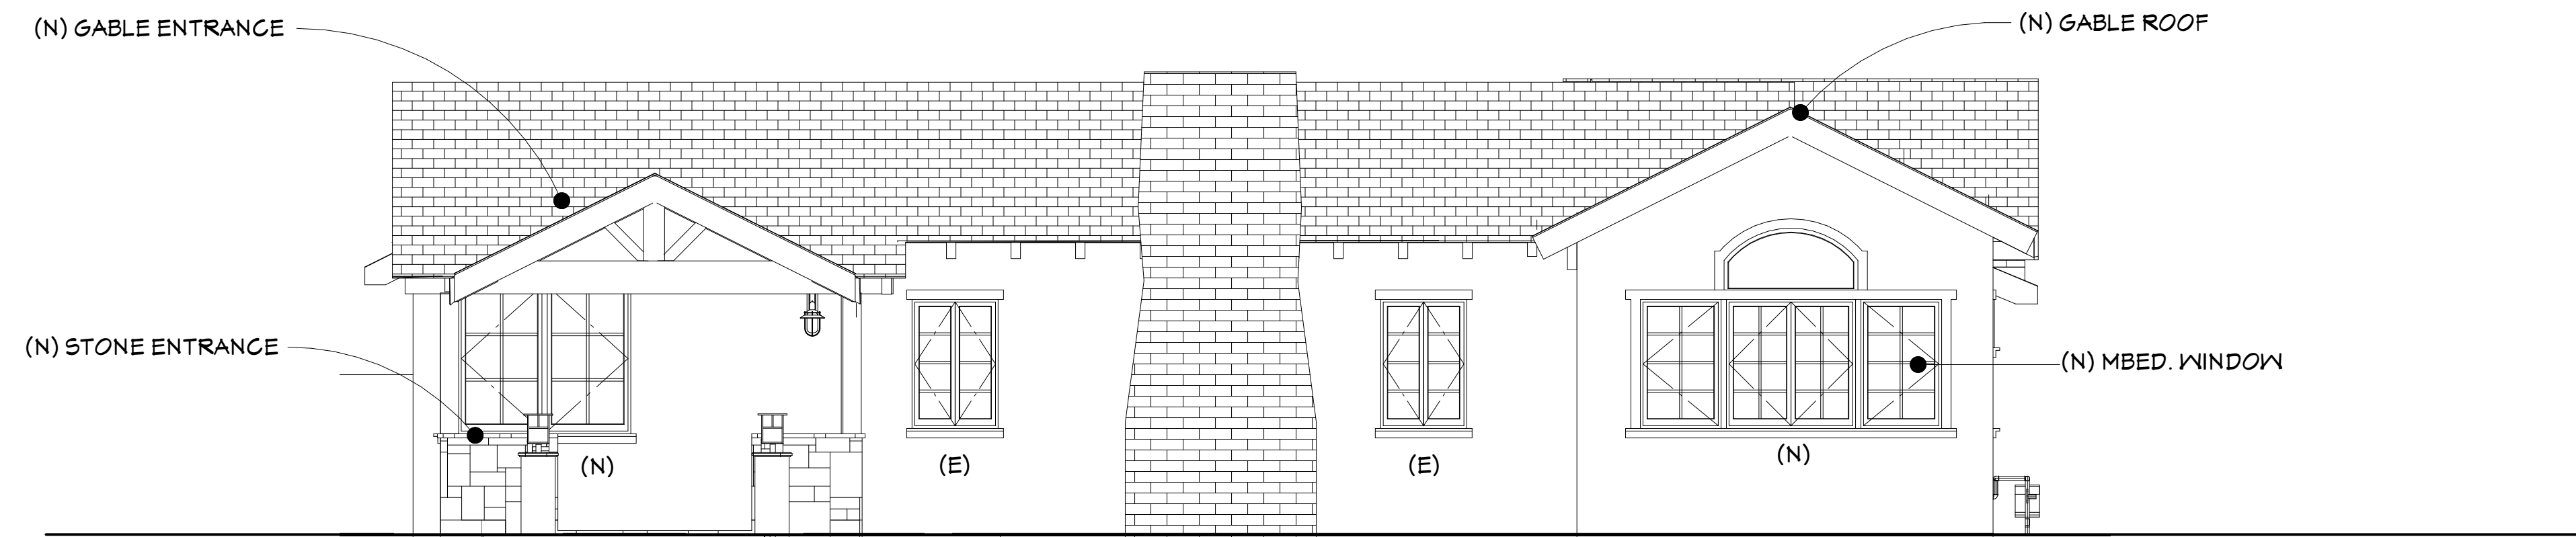 (N) GABLE ENTRANCE
(N) GABLE ROOF
(N) STONE ENTRANCE
(N) MBED. WINDOW
(N)
(E)
(E)
(N)